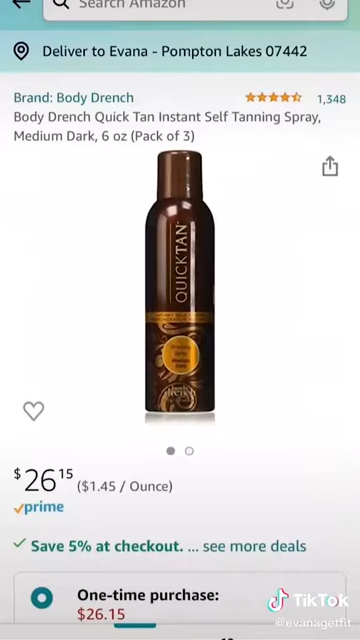 Search Amazon
Deliver to Evana - Pompton Lakes 07442
Brand: Body Drench
1,348
Body Drench Quick Tan Instant Self Tanning Spray,
Medium Dark, 6 oz (Pack of 3)
QUICKTAN
$26.15 ($1.45 / Ounce)
prime
Save 5% at checkout. ... see more deals
One-time purchase:
$26.15
TikTok
@evanagetfit